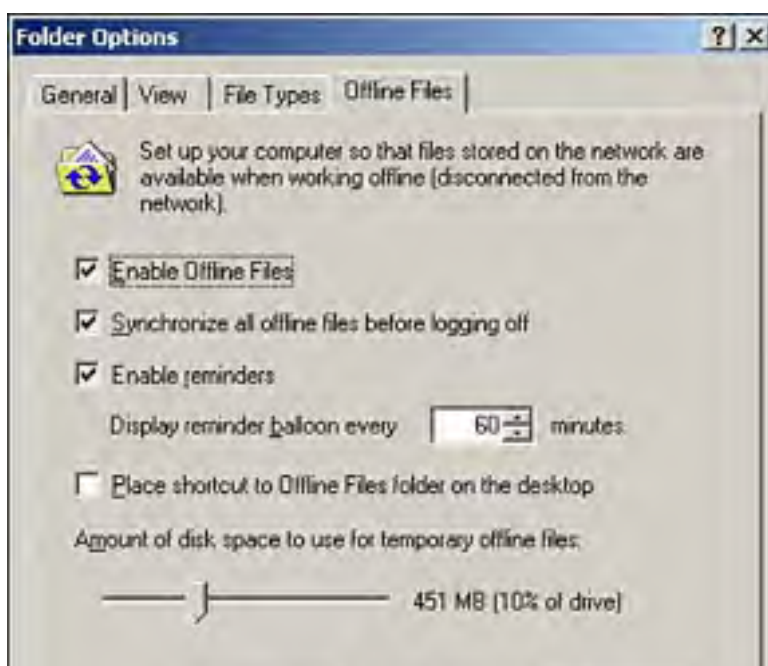 Folder Options
General View File Types Offline Files
Set up your computer so that files stored on the network are
available when working offline (disconnected from the
network).
Enable Offline Files
Synchronize all offline files before logging off
Enable reminders
Display reminder balloon every 60 minutes.
Place shortcut to Offline Files folder on the desktop
Amount of disk space to use for temporary offline files:
451 MB (10% of drive)